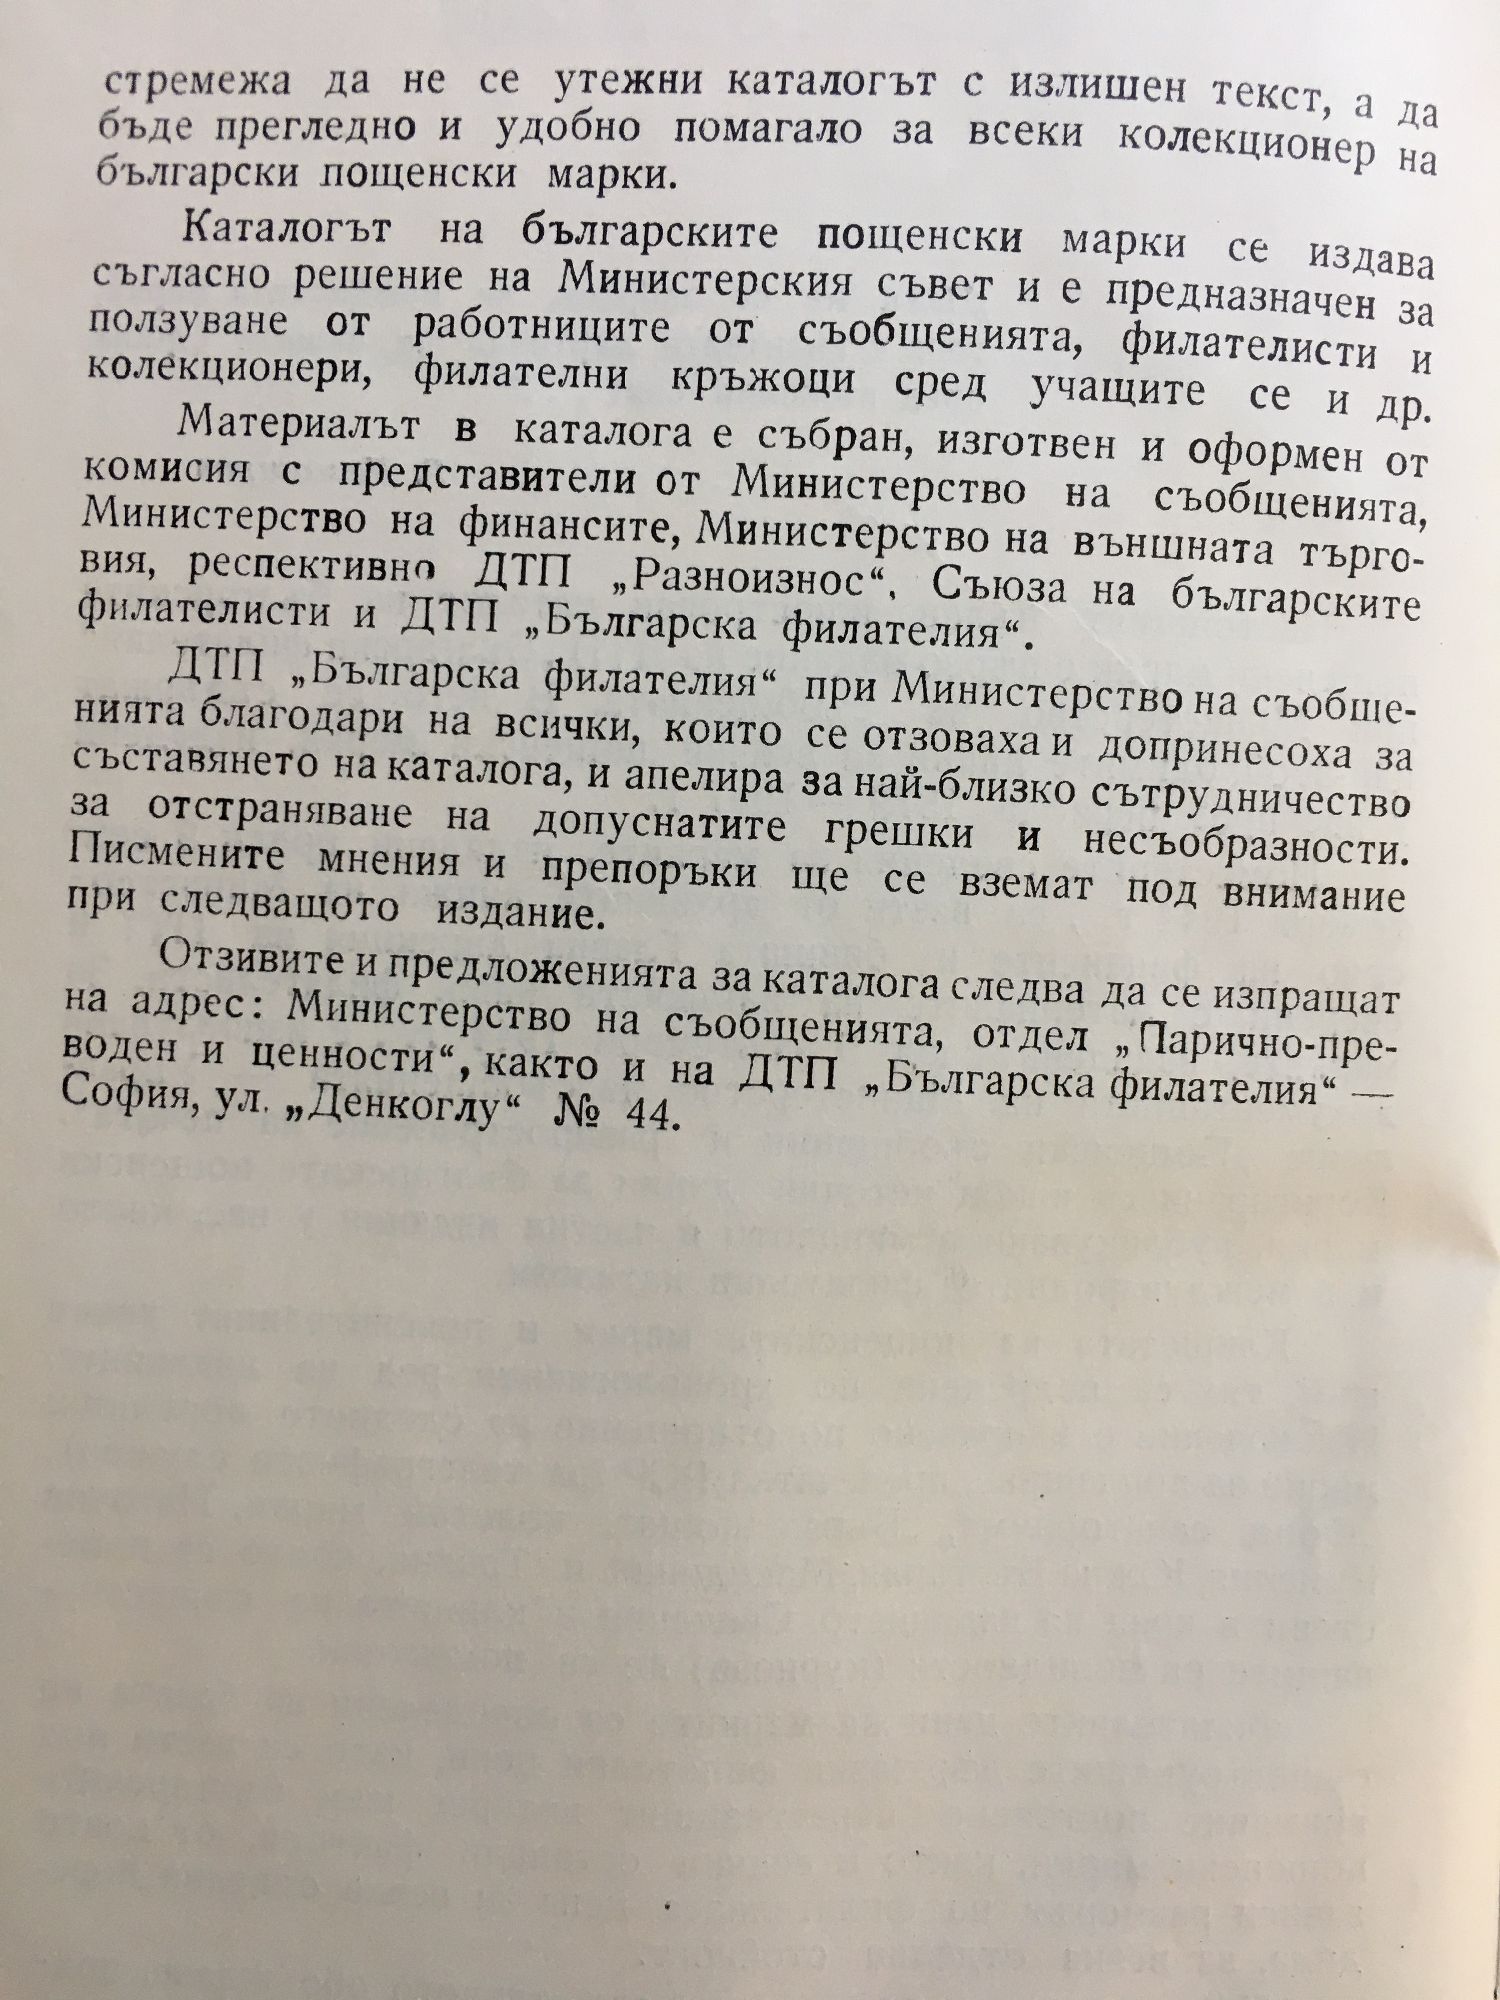 стремежа да не се утежни каталогът с излишен текст, а да
бъде прегледно и удобно помагало за всеки колекционер на
български пощенски марки.
Каталогът на българските пощенски марки се издава
съгласно решение на Министерския съвет и е предназначен за
ползуване от работниците от съобщенията, филателисти и
колекционери, филателни кръжоци сред учащите се и др.
Материалът в каталога е събран, изготвен и оформен от
комисия с представители от Министерство на съобщенията,
Министерство на финансите, Министерство на външната търго-
вия, респективно ДТП „Разноизнос“, Съюза на българските
филателисти и ДТП „Българска филателия“.
ДТП „Българска филателия“ при Министерство на съобще-
нията благодари на всички, които се отзоваха и допринесоха за
съставянето на каталога, и апелира за най-близко сътрудничество
за отстраняване на допуснатите грешки и несъобразности.
Писмените мнения и препоръки ще се вземат под внимание
при следващото издание.
Отзивите и предложенията за каталога следва да се изпращат
на адрес: Министерство на съобщенията, отдел „Парично-пре-
воден и ценности“, както и на ДТП „Българска филателия“ —
София, ул. „Денкоглу“ № 44.